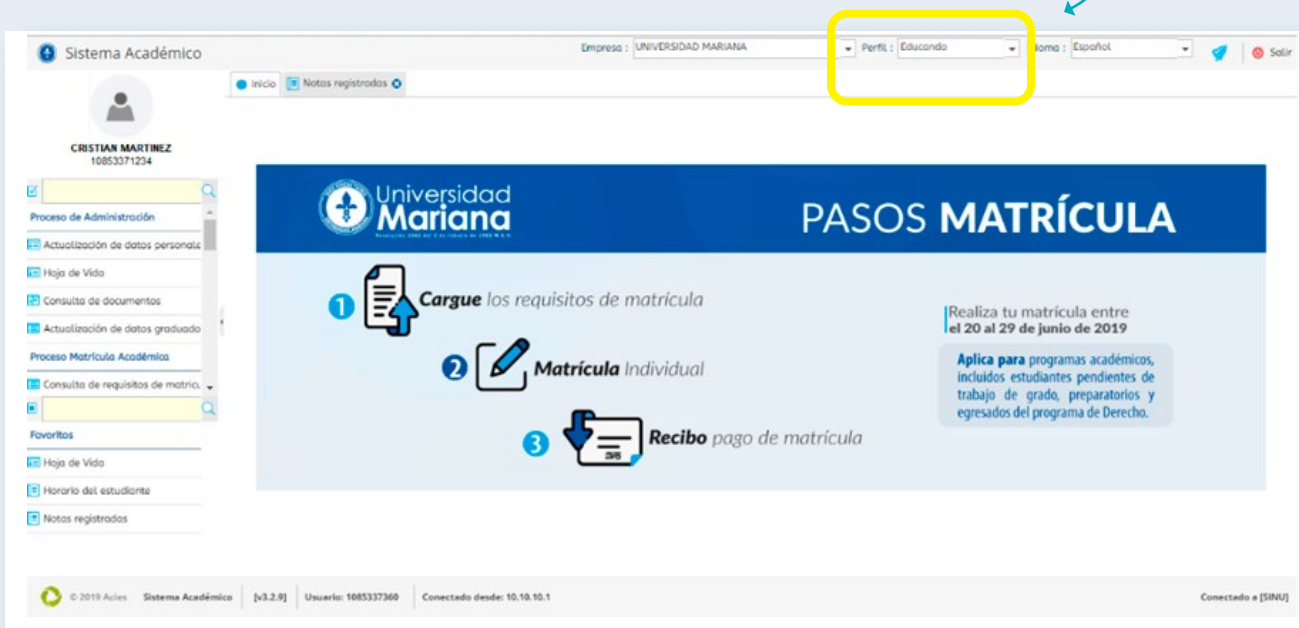 Sistema Académico
Empresa : UNIVERSIDAD MARIANA
Perfil : Educando
Idioma : Español
Salir
Inicio
Notas registradas
CRISTIAN MARTINEZ
10853371234
Proceso de Administración
Actualización de datos personale
Hoja de Vida
Consulta de documentos
Actualización de datos graduado
Proceso Matrícula Académica
Consulta de requisitos de matricu
Favoritos
Hoja de Vida
Horario del estudiante
Notas registradas
Universidad
Mariana
PASOS MATRÍCULA
1
Cargue los requisitos de matrícula
2
Matrícula Individual
3
Recibo pago de matrícula
Realiza tu matrícula entre
el 20 al 29 de junio de 2019
Aplica para programas académicos,
incluidos estudiantes pendientes de
trabajo de grado, preparatorios y
egresados del programa de Derecho.
© 2019 Acies
Sistema Académico
[v3.2.9]
Usuario: 1085337360
Conectado desde: 10.10.10.1
Conectado a [SINU]